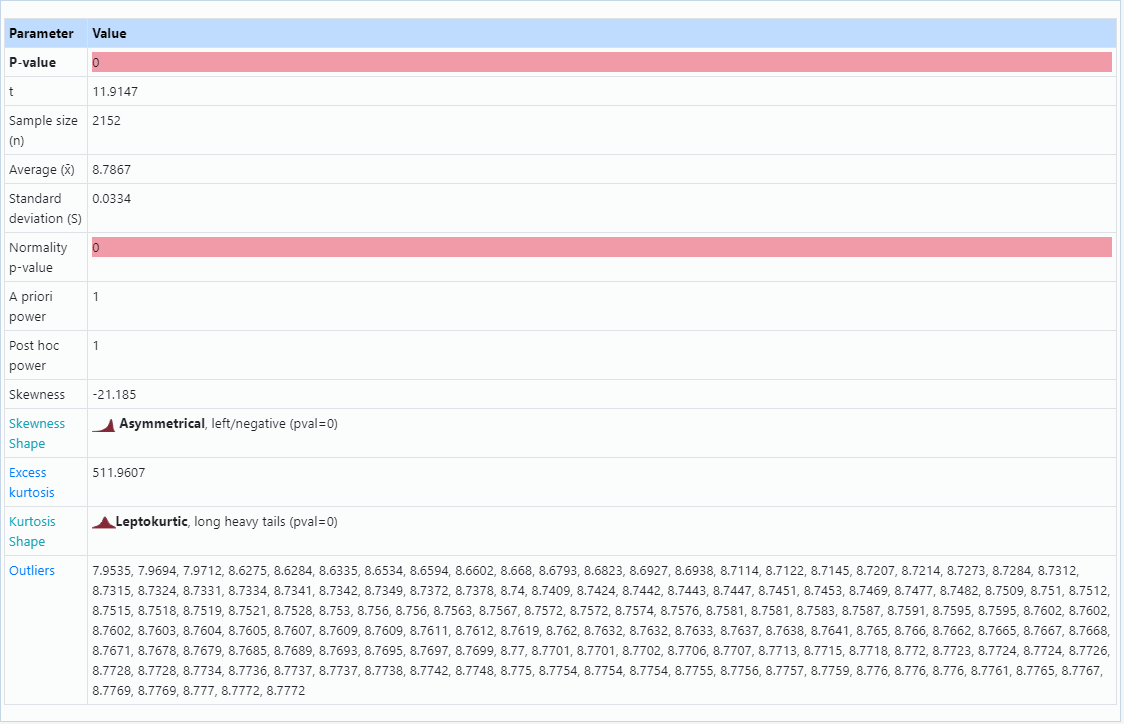 Parameter Value
P-value 0
t 11.9147
Sample size (n) 2152
Average (x̄) 8.7867
Standard deviation (S) 0.0334
Normality p-value 0
A priori power 1
Post hoc power 1
Skewness -21.185
Skewness Shape Asymmetrical, left/negative (pval=0)
Excess kurtosis 511.9607
Kurtosis Shape Leptokurtic, long heavy tails (pval=0)
Outliers 7.9535, 7.9694, 7.9712, 8.6275, 8.6284, 8.6335, 8.6534, 8.6594, 8.6602, 8.668, 8.6793, 8.6823, 8.6927, 8.6938, 8.7114, 8.7122, 8.7145, 8.7207, 8.7214, 8.7273, 8.7284, 8.7312,
8.7315, 8.7324, 8.7331, 8.7334, 8.7341, 8.7342, 8.7349, 8.7372, 8.7378, 8.74, 8.7409, 8.7424, 8.7442, 8.7443, 8.7447, 8.7451, 8.7453, 8.7469, 8.7477, 8.7482, 8.7509, 8.751, 8.7512,
8.7515, 8.7518, 8.7519, 8.7521, 8.7528, 8.753, 8.756, 8.756, 8.7563, 8.7567, 8.7572, 8.7572, 8.7574, 8.7576, 8.7581, 8.7581, 8.7583, 8.7587, 8.7591, 8.7595, 8.7595, 8.7602, 8.7602,
8.7602, 8.7603, 8.7604, 8.7605, 8.7607, 8.7609, 8.7609, 8.7611, 8.7612, 8.7619, 8.762, 8.7632, 8.7632, 8.7633, 8.7637, 8.7638, 8.7641, 8.765, 8.766, 8.7662, 8.7665, 8.7667, 8.7668,
8.7671, 8.7678, 8.7679, 8.7685, 8.7689, 8.7693, 8.7695, 8.7697, 8.7699, 8.77, 8.7701, 8.7701, 8.7702, 8.7706, 8.7707, 8.7713, 8.7715, 8.7718, 8.772, 8.7723, 8.7724, 8.7724, 8.7726,
8.7728, 8.7728, 8.7734, 8.7736, 8.7737, 8.7737, 8.7738, 8.7742, 8.7748, 8.775, 8.7754, 8.7754, 8.7754, 8.7755, 8.7756, 8.7757, 8.7759, 8.776, 8.776, 8.776, 8.7761, 8.7765, 8.7767,
8.7769, 8.7769, 8.777, 8.7772, 8.7772